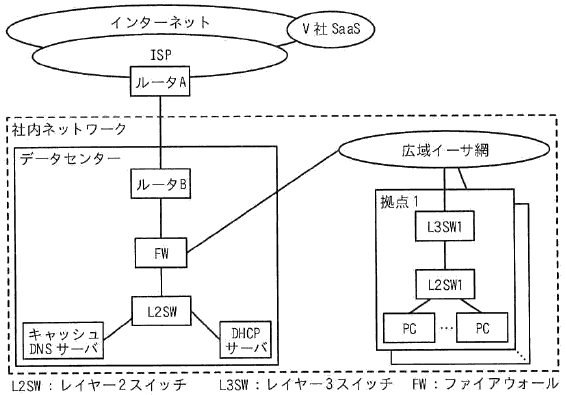 インターネット
V社SaaS
ISP
ルータA
社内ネットワーク
データセンター
広域イーサ網
ルータB
拠点1
L3SW1
FW
L2SW1
L2SW
PC
…
PC
キャッシュ
DNSサーバ
DHCP
サーバ
L2SW：レイヤー2スイッチ　L3SW：レイヤー3スイッチ　FW：ファイアウォール